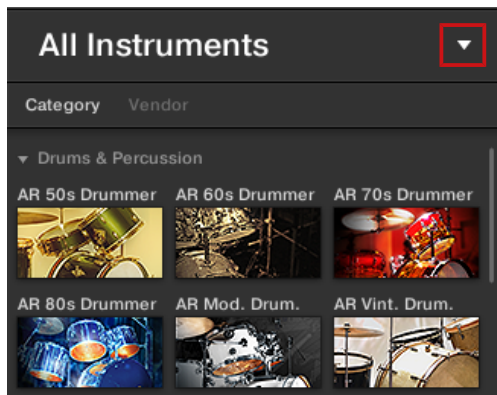 All Instruments
Category Vendor
Drums & Percussion
AR 50s Drummer AR 60s Drummer AR 70s Drummer
AR 80s Drummer AR Mod. Drum. AR Vint. Drum.